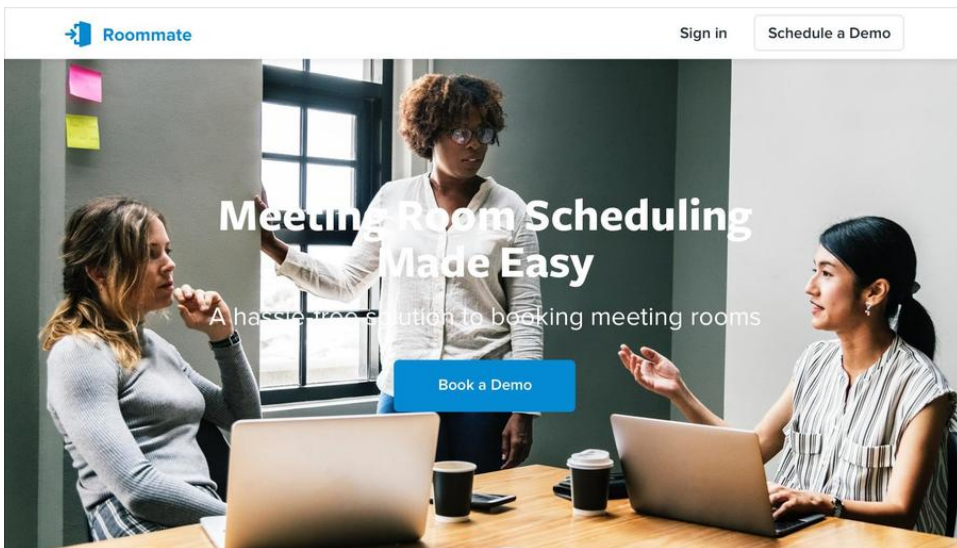 Roommate
Sign in
Schedule a Demo
Meeting Room Scheduling
Made Easy
A hassle-free solution to booking meeting rooms
Book a Demo